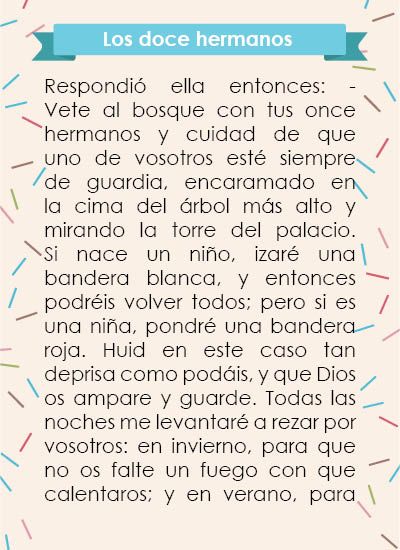 Los doce hermanos
Respondió ella entonces: -
Vete al bosque con tus once
hermanos y cuidad de que
uno de vosotros esté siempre
de guardia, encaramado en
la cima del árbol más alto y
mirando la torre del palacio.
Si nace un niño, izaré una
bandera blanca, y entonces
podréis volver todos; pero si es
una niña, pondré una bandera
roja. Huid en este caso tan
deprisa como podáis, y que Dios
os ampare y guarde. Todas las
noches me levantaré a rezar por
vosotros: en invierno, para que
no os falte un fuego con que
calentaros; y en verano, para